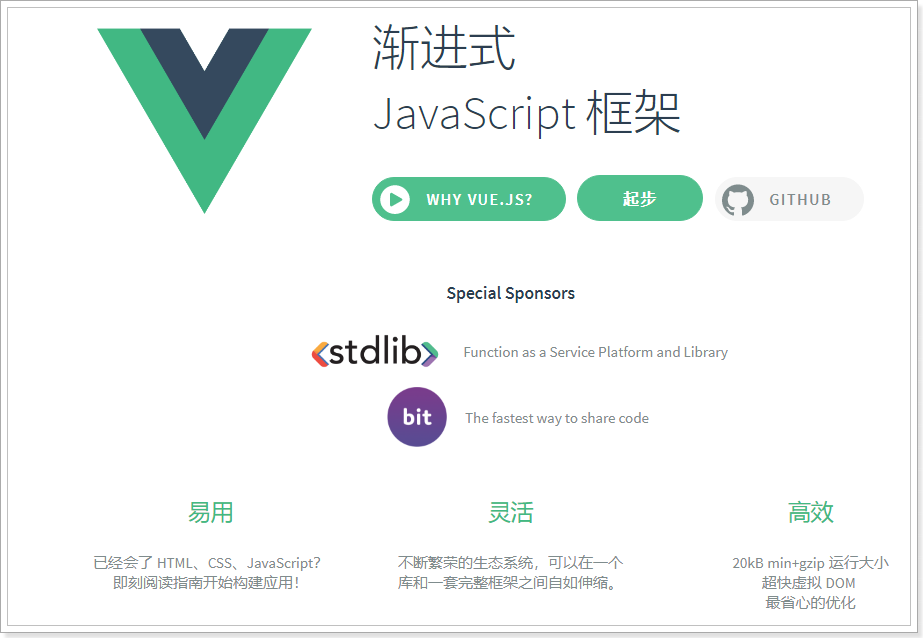 渐进式
JavaScript 框架
WHY VUE.JS?
起步
GITHUB
Special Sponsors
<stdlib>
Function as a Service Platform and Library
bit
The fastest way to share code
易用
已经会了 HTML、CSS、JavaScript?
即刻阅读指南开始构建应用!
灵活
不断繁荣的生态系统,可以在一个
库和一套完整框架之间自如伸缩。
高效
20kB min+gzip 运行大小
超快虚拟 DOM
最省心的优化